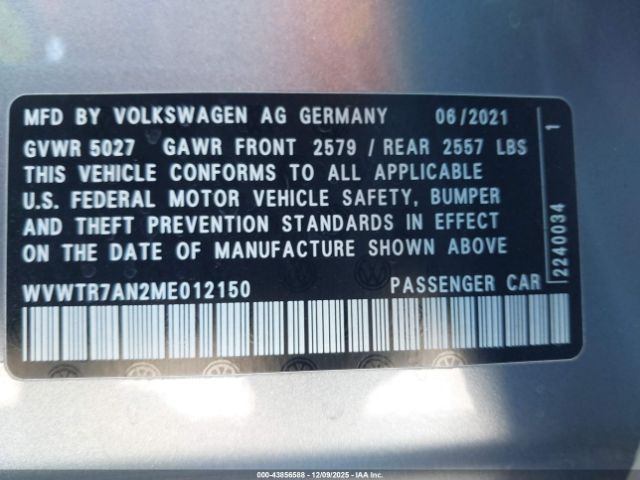 MFD BY VOLKSWAGEN AG GERMANY 06/2021
GVWR 5027 GAWR FRONT 2579 / REAR 2557 LBS
THIS VEHICLE CONFORMS TO ALL APPLICABLE
U.S. FEDERAL MOTOR VEHICLE SAFETY, BUMPER
AND THEFT PREVENTION STANDARDS IN EFFECT
ON THE DATE OF MANUFACTURE SHOWN ABOVE
WVWTR7AN2ME012150 PASSENGER CAR
2240034 1
000-43856588 - 12/09/2025 - IAA Inc.